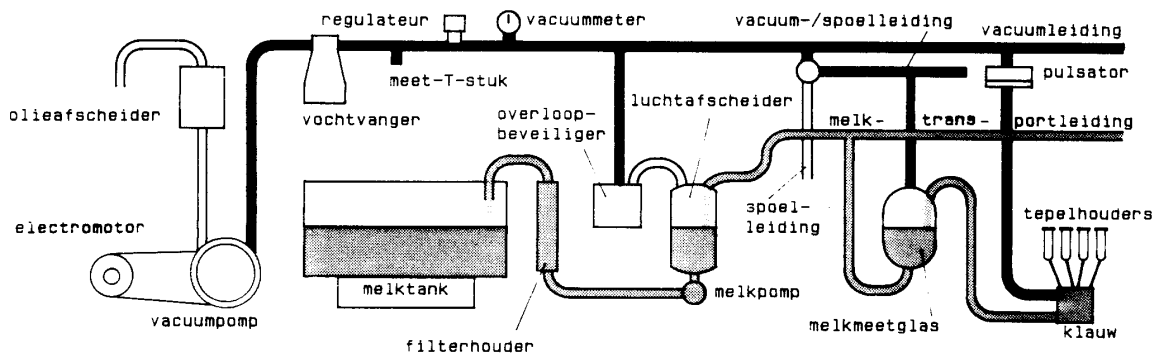 regulateur
vacuummeter
vacuum-/spoelleiding
vacuumleiding
meet-T-stuk
pulsator
olieafscheider
vochtvanger
overloop-
beveiliger
luchtafscheider
melk- trans- portleiding
spoel-
leiding
tepelhouders
electromotor
melktank
melkpomp
vacuumpomp
melkmeetglas
klauw
filterhouder